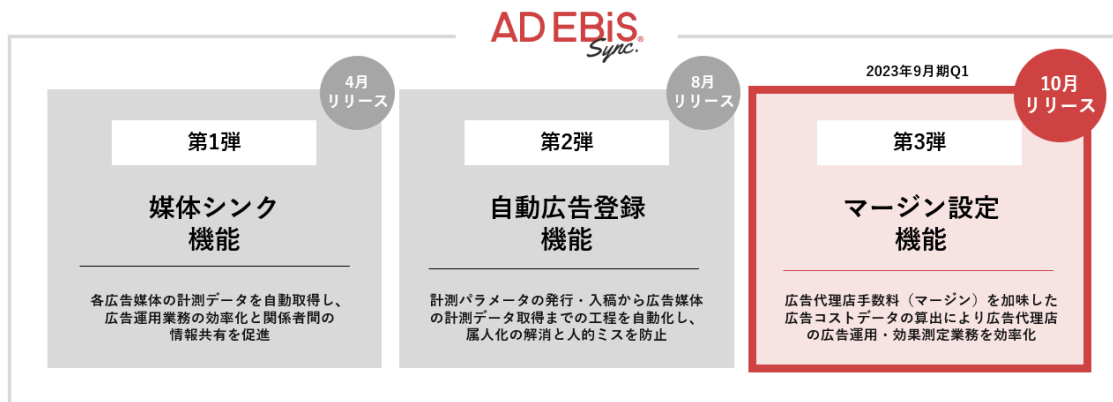 AD EBiS®
Sync.
4月
リリース
第1弾
媒体シンク
機能
各広告媒体の計測データを自動取得し、
広告運用業務の効率化と関係者間の
情報共有を促進
8月
リリース
第2弾
自動広告登録
機能
計測パラメータの発行・入稿から広告媒体
の計測データ取得までの工程を自動化し、
属人化の解消と人的ミスを防止
2023年9月期Q1
10月
リリース
第3弾
マージン設定
機能
広告代理店手数料（マージン）を加味した
広告コストデータの算出により広告代理店
の広告運用・効果測定業務を効率化